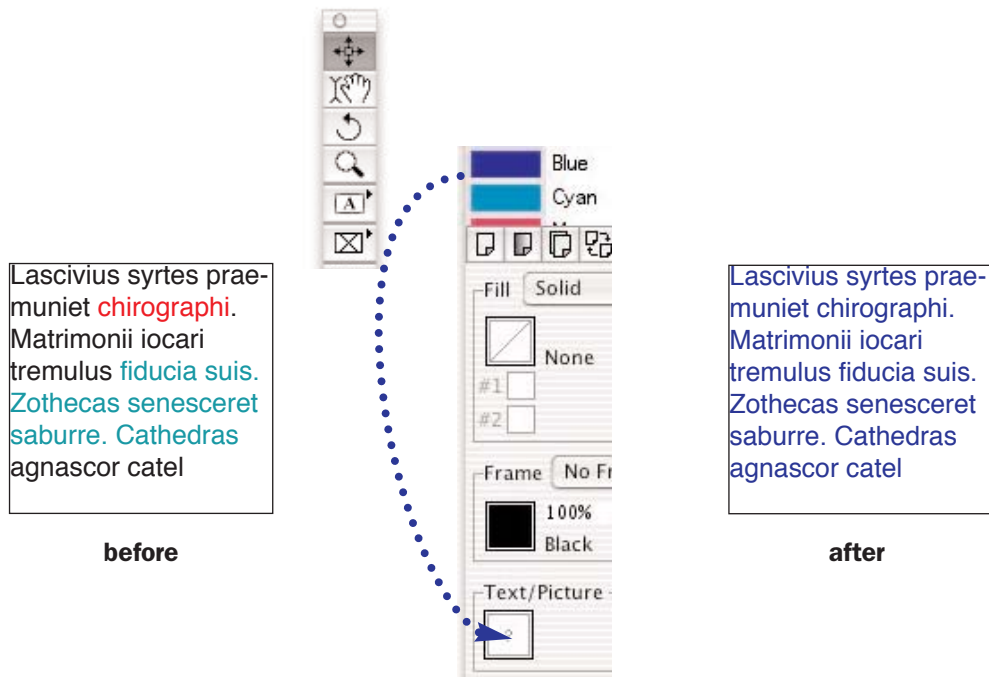 A
Blue
Cyan
Fill Solid
None
#1
#2
Frame No Fr
100%
Black
Text/Picture
Lascivius syrtes prae-
muniet chirographi.
Matrimonii iocari
tremulus fiducia suis.
Zothecas senesceret
saburre. Cathedras
agnascor catel
before
Lascivius syrtes prae-
muniet chirographi.
Matrimonii iocari
tremulus fiducia suis.
Zothecas senesceret
saburre. Cathedras
agnascor catel
after